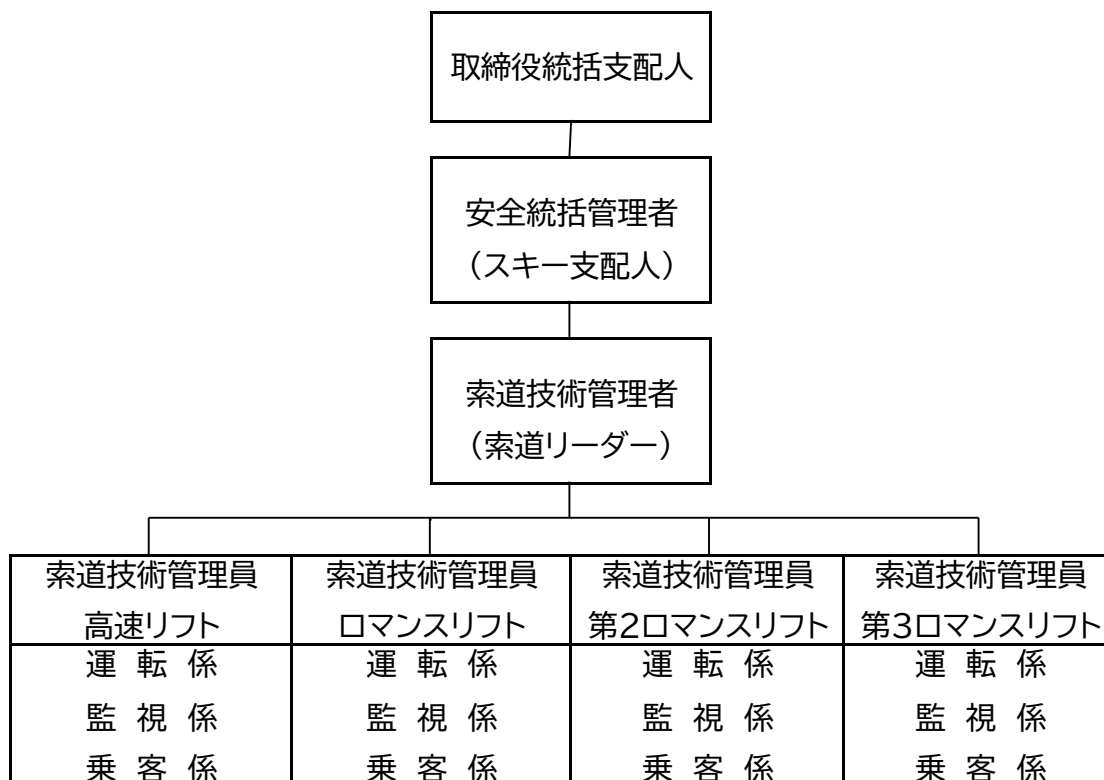 取締役統括支配人
安全統括管理者
（スキー支配人）
索道技術管理者
（索道リーダー）
索道技術管理員 索道技術管理員 索道技術管理員 索道技術管理員
高速リフト ロマンスリフト 第2ロマンスリフト 第3ロマンスリフト
運 転 係 運 転 係 運 転 係 運 転 係
監 視 係 監 視 係 監 視 係 監 視 係
乗 客 係 乗 客 係 乗 客 係 乗 客 係